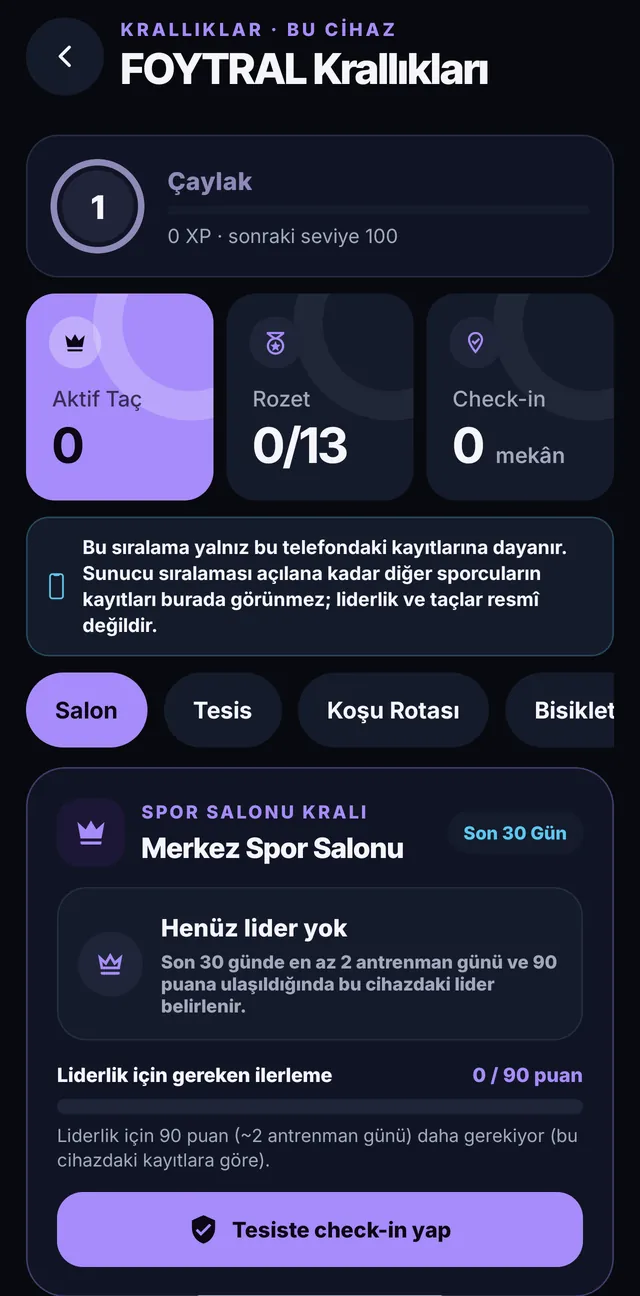 KRALLIKLAR · BU CİHAZ
FOYTRAL Krallıkları
1
Çaylak
0 XP · sonraki seviye 100
Aktif Taç
0
Rozet
0/13
Check-in
0 mekân
Bu sıralama yalnız bu telefondaki kayıtlarına dayanır.
Sunucu sıralaması açılana kadar diğer sporcuların
kayıtları burada görünmez; liderlik ve taçlar resmî
değildir.
Salon
Tesis
Koşu Rotası
Bisiklet
SPOR SALONU KRALI
Merkez Spor Salonu
Son 30 Gün
Henüz lider yok
Son 30 günde en az 2 antrenman günü ve 90
puana ulaşıldığında bu cihazdaki lider
belirlenir.
Liderlik için gereken ilerleme
0 / 90 puan
Liderlik için 90 puan (~2 antrenman günü) daha gerekiyor (bu
cihazdaki kayıtlara göre).
Tesiste check-in yap